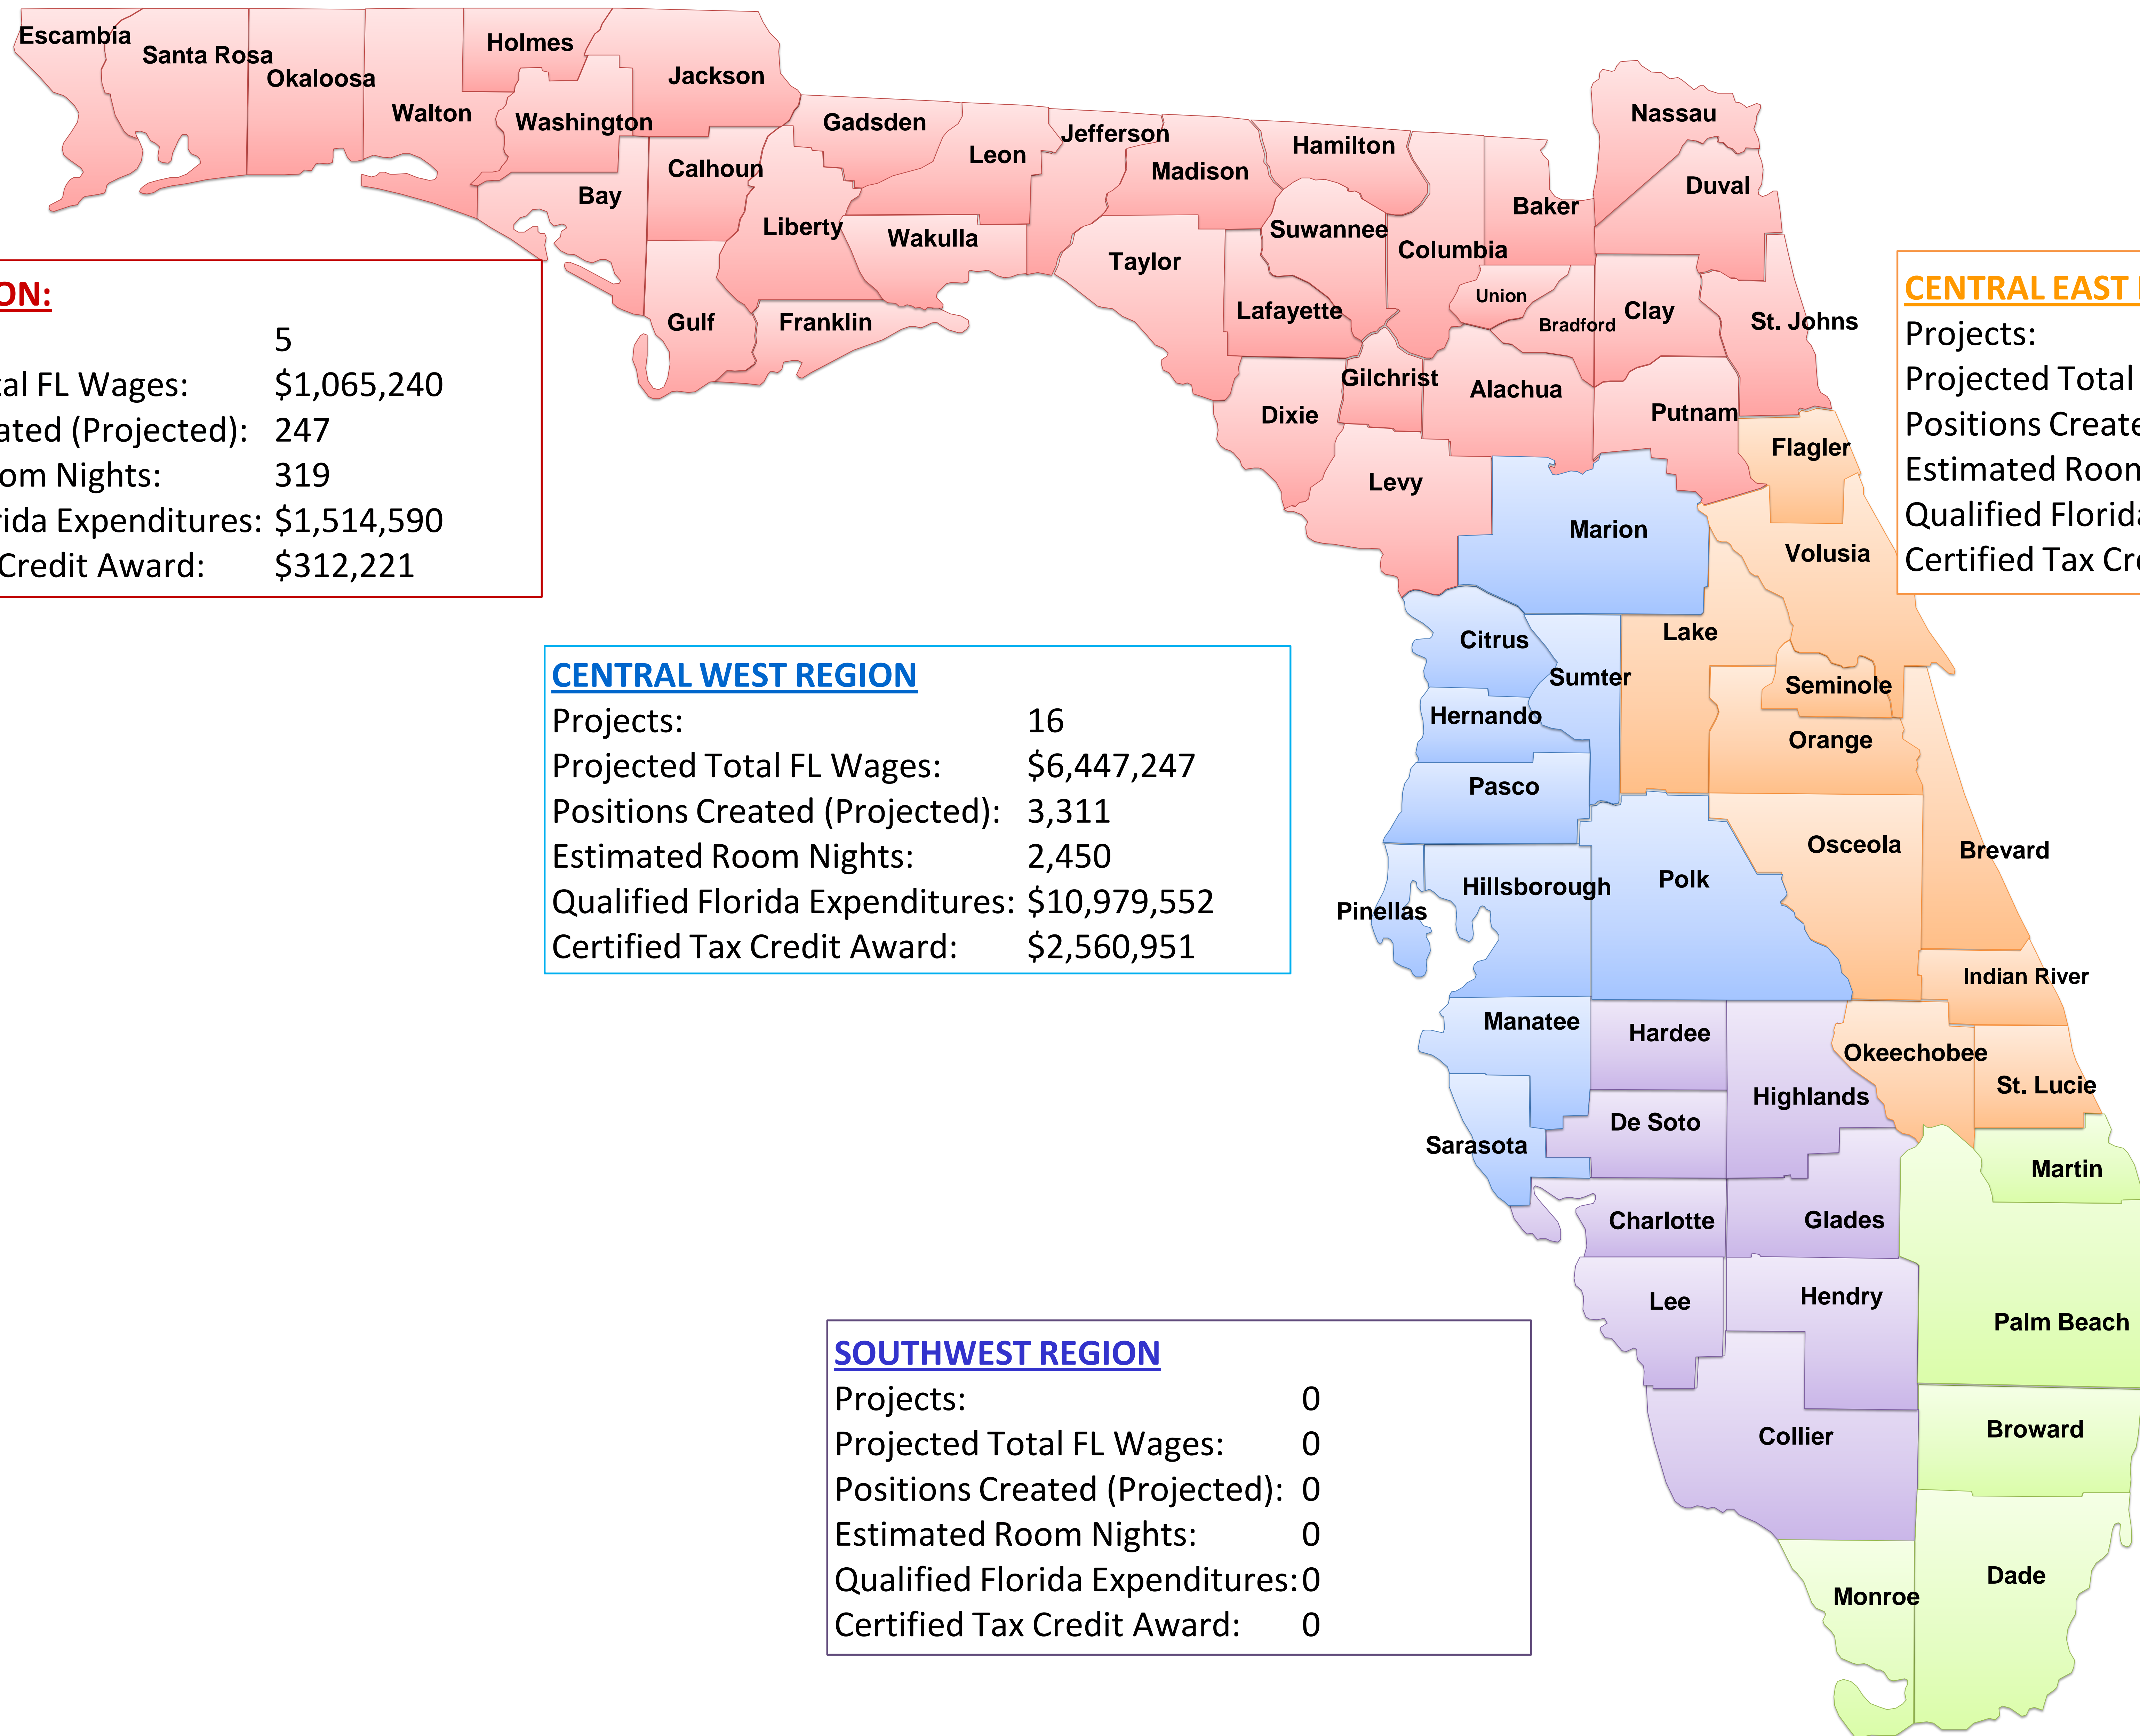 Escambia
Santa Rosa
Okaloosa
Walton
Holmes
Washington
Jackson
Bay
Calhoun
Gulf
Liberty
Gadsden
Franklin
Wakulla
Leon
Jefferson
Madison
Taylor
Hamilton
Suwannee
Lafayette
Columbia
Baker
Union
Bradford
Nassau
Duval
Clay
St. Johns
Gilchrist
Dixie
Alachua
Putnam
Levy
Flagler
Marion
Volusia
Citrus
Sumter
Lake
Seminole
Hernando
Orange
Pasco
Osceola
Brevard
Hillsborough
Polk
Pinellas
Indian River
Manatee
Hardee
Okeechobee
St. Lucie
Highlands
De Soto
Sarasota
Martin
Charlotte
Glades
Lee
Hendry
Palm Beach
Collier
Broward
Dade
Monroe
ON:
5
tal FL Wages: $1,065,240
ated (Projected): 247
om Nights: 319
rida Expenditures: $1,514,590
Credit Award: $312,221
CENTRAL WEST REGION
Projects: 16
Projected Total FL Wages: $6,447,247
Positions Created (Projected): 3,311
Estimated Room Nights: 2,450
Qualified Florida Expenditures: $10,979,552
Certified Tax Credit Award: $2,560,951
SOUTHWEST REGION
Projects: 0
Projected Total FL Wages: 0
Positions Created (Projected): 0
Estimated Room Nights: 0
Qualified Florida Expenditures: 0
Certified Tax Credit Award: 0
CENTRAL EAST
Projects:
Projected Total
Positions Create
Estimated Room
Qualified Florida
Certified Tax Cre